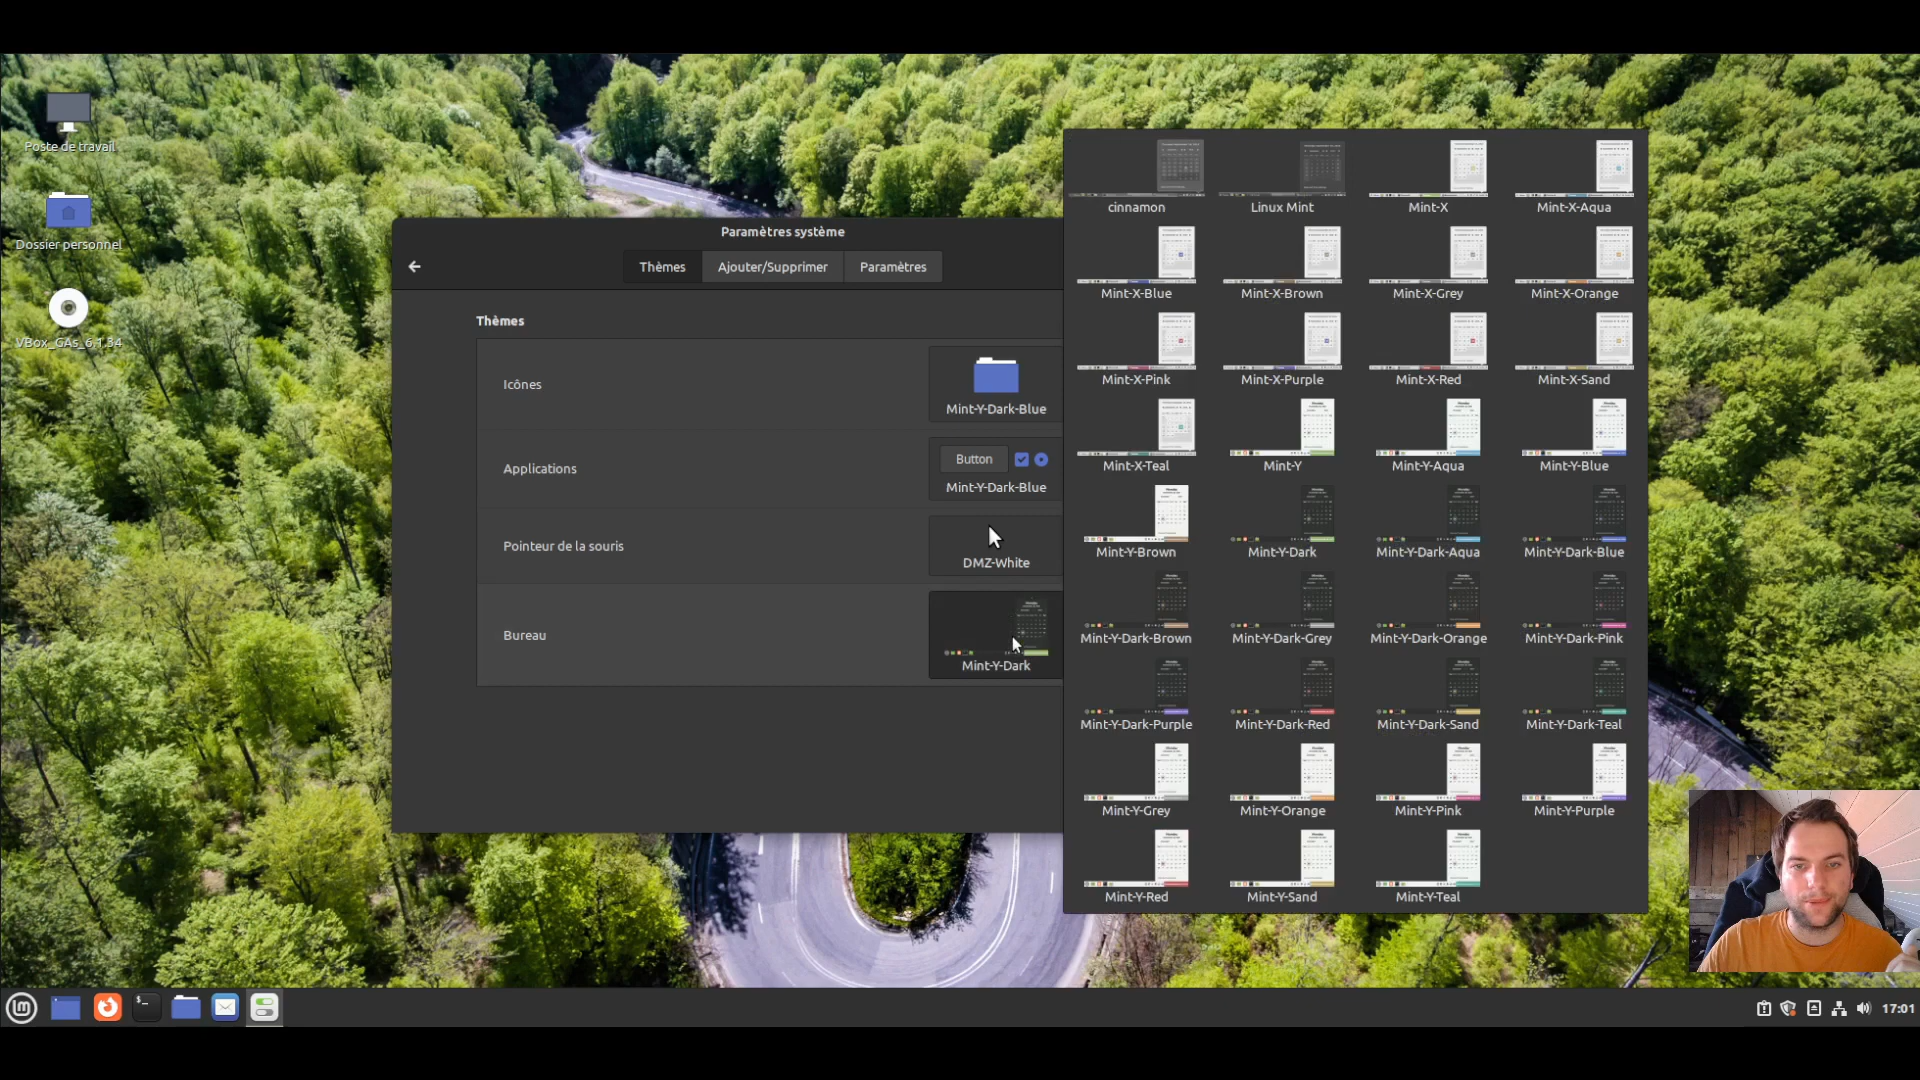 Poste de travail
Dossier personnel
VBox_GAs_6.1.34
Paramètres système
Thèmes
Ajouter/Supprimer
Paramètres
Thèmes
Icônes
Mint-Y-Dark-Blue
Applications
Button
Mint-Y-Dark-Blue
Pointeur de la souris
DMZ-White
Bureau
Mint-Y-Dark
cinnamon
Linux Mint
Mint-X
Mint-X-Aqua
Mint-X-Blue
Mint-X-Brown
Mint-X-Grey
Mint-X-Orange
Mint-X-Pink
Mint-X-Purple
Mint-X-Red
Mint-X-Sand
Mint-X-Teal
Mint-Y
Mint-Y-Aqua
Mint-Y-Blue
Mint-Y-Brown
Mint-Y-Dark
Mint-Y-Dark-Aqua
Mint-Y-Dark-Blue
Mint-Y-Dark-Brown
Mint-Y-Dark-Grey
Mint-Y-Dark-Orange
Mint-Y-Dark-Pink
Mint-Y-Dark-Purple
Mint-Y-Dark-Red
Mint-Y-Dark-Sand
Mint-Y-Dark-Teal
Mint-Y-Grey
Mint-Y-Orange
Mint-Y-Pink
Mint-Y-Purple
Mint-Y-Red
Mint-Y-Sand
Mint-Y-Teal
17:01